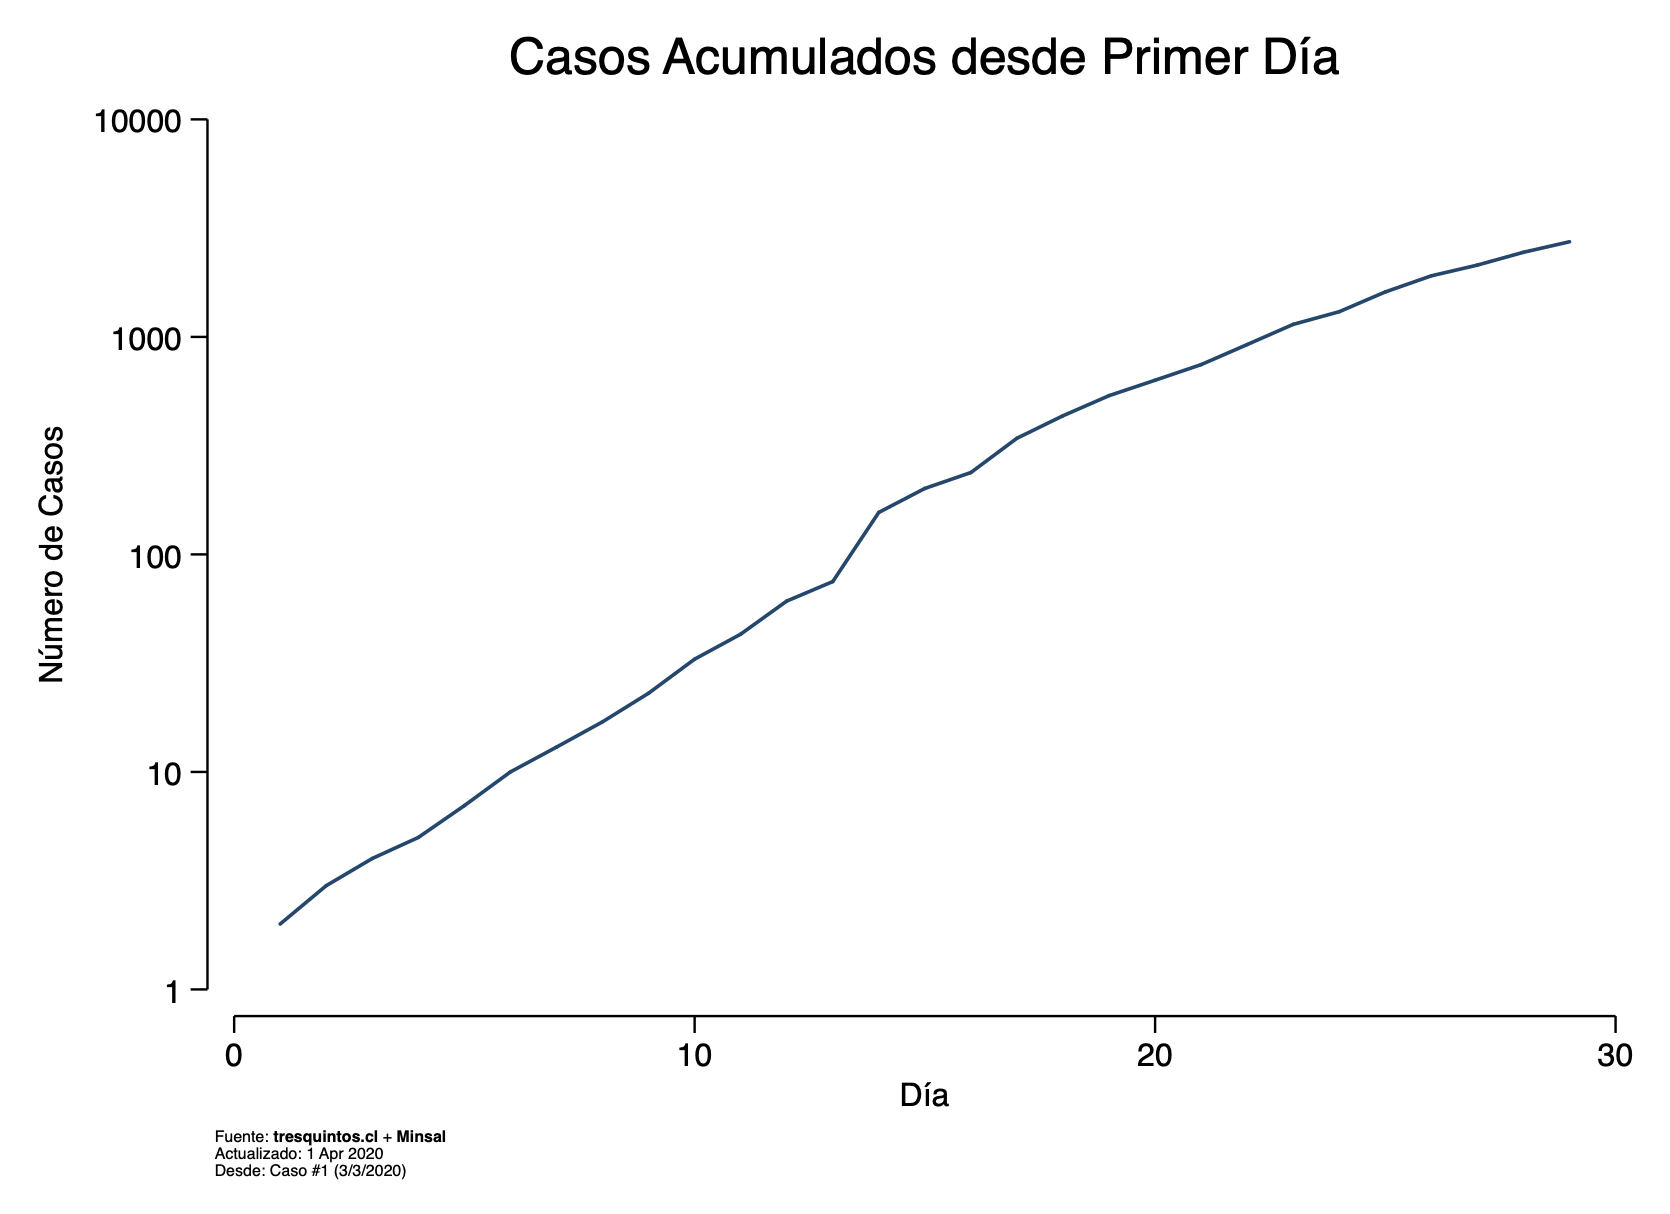 Casos Acumulados desde Primer Día
10000
1000
100
10
1
Número de Casos
0 10 20 30
Día
Fuente: tresquintos.cl + Minsal
Actualizado: 1 Apr 2020
Desde: Caso #1 (3/3/2020)